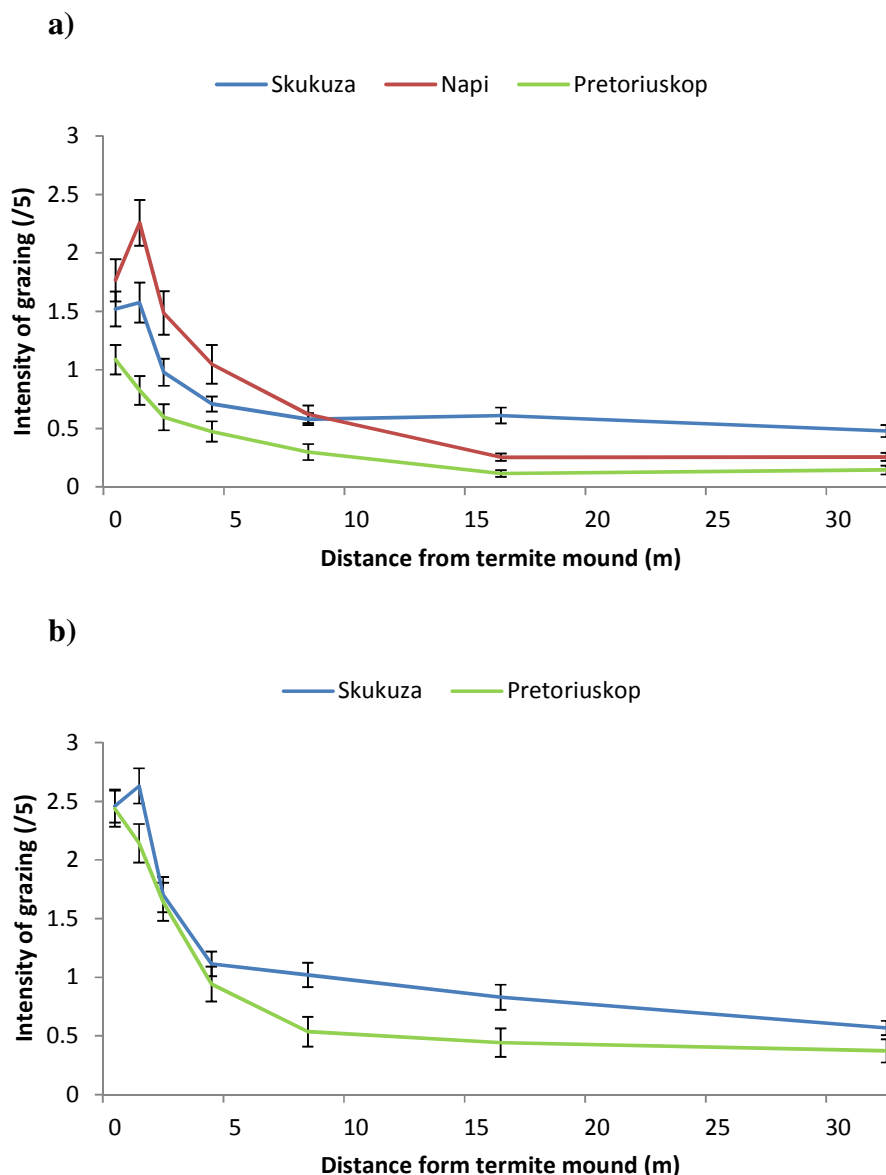 a)
Skukuza Napi Pretoriuskop
3
2.5
2
1.5
1
0.5
0
Intensity of grazing (/5)
0 5 10 15 20 25 30
Distance from termite mound (m)
b)
Skukuza Pretoriuskop
3
2.5
2
1.5
1
0.5
0
Intensity of grazing (/5)
0 5 10 15 20 25 30
Distance form termite mound (m)